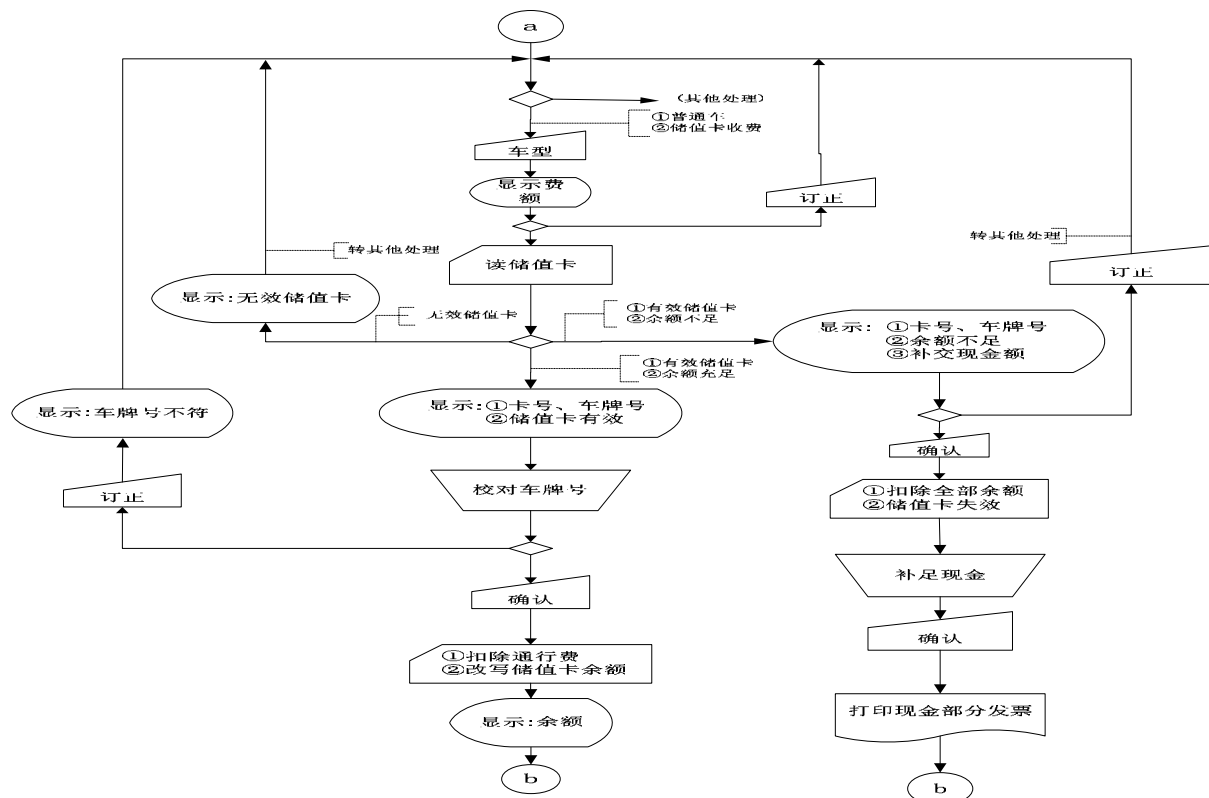 a
(其他处理)
①普通车
②储值卡收费
车型
显示费
额
订正
转其他处理
转其他处理
读储值卡
订正
显示:无效储值卡
无效储值卡
①有效储值卡
②余额不足
显示: ①卡号、车牌号
②余额不足
③补交现金额
①有效储值卡
②余额充足
显示:车牌号不符
显示:①卡号、车牌号
②储值卡有效
确认
订正
校对车牌号
①扣除全部余额
②储值卡失效
补足现金
确认
确认
①扣除通行费
②改写储值卡余额
显示:余额
打印现金部分发票
b
b